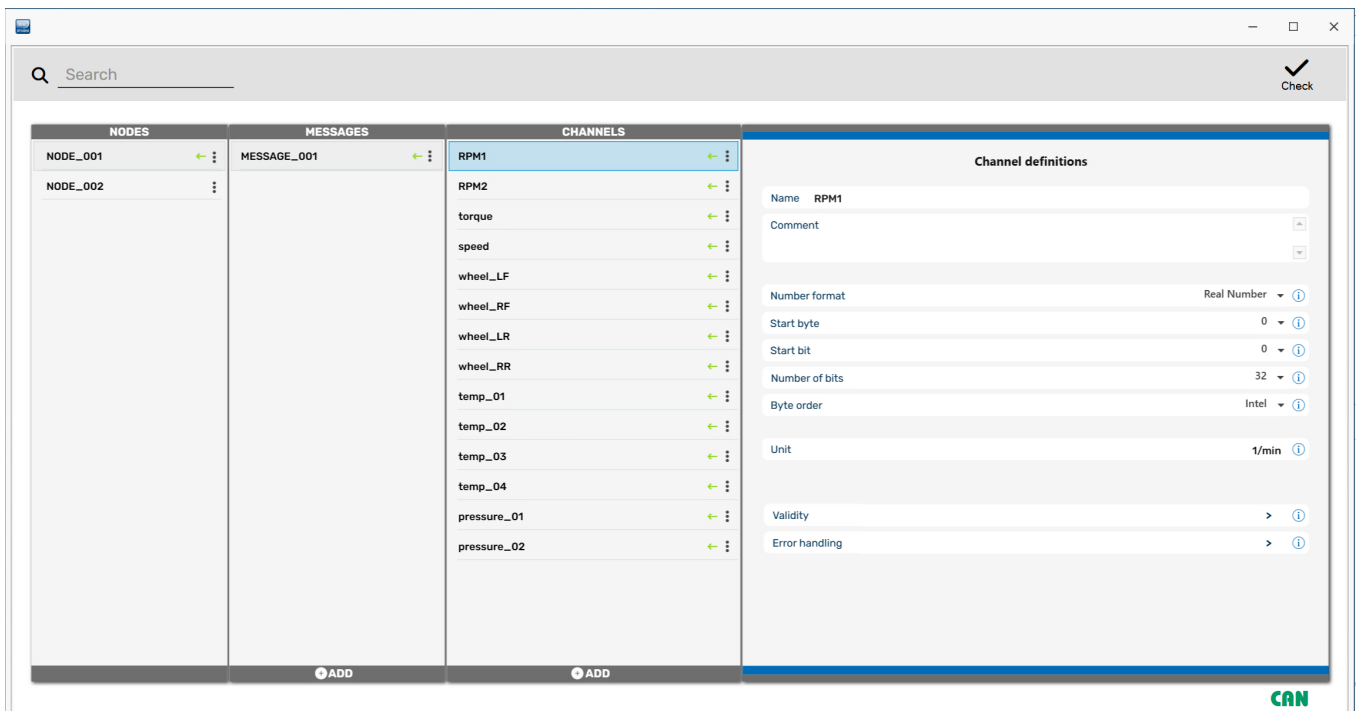 Search
Check
NODES
NODE_001
NODE_002
MESSAGES
MESSAGE_001
ADD
CHANNELS
RPM1
RPM2
torque
speed
wheel_LF
wheel_RF
wheel_LR
wheel_RR
temp_01
temp_02
temp_03
temp_04
pressure_01
pressure_02
ADD
Channel definitions
Name RPM1
Comment
Number format Real Number
Start byte 0
Start bit 0
Number of bits 32
Byte order Intel
Unit 1/min
Validity >
Error handling >
CAN